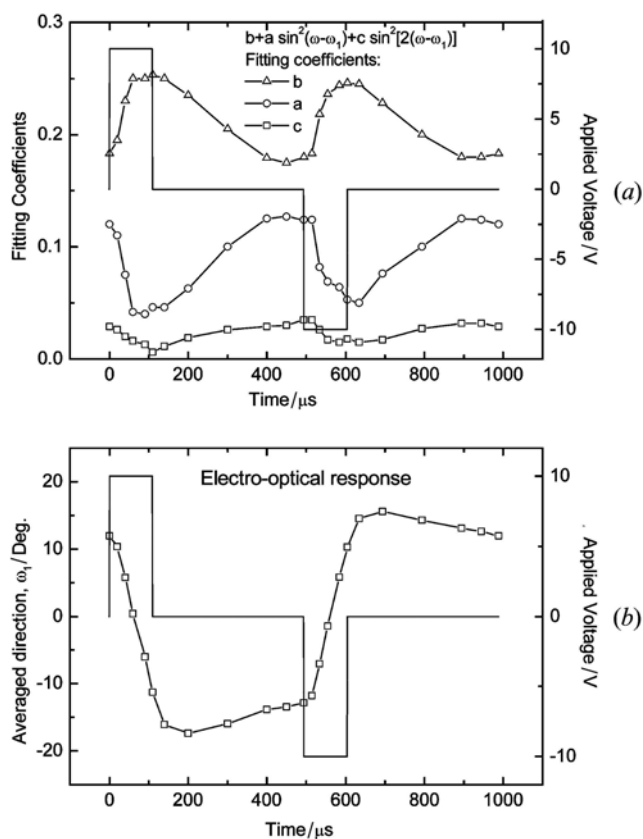 b+a sin²(ω-ω₁)+c sin²[2(ω-ω₁)]
Fitting coefficients:
b
a
c
0.3
0.2
0.1
0.0
Fitting Coefficients
10
5
0
-5
-10
Applied Voltage /V
(a)
0 200 400 600 800 1000
Time/μs
Electro-optical response
20
10
0
-10
-20
Averaged direction, ω₁/Deg.
10
0
-10
Applied Voltage /V
(b)
0 200 400 600 800 1000
Time/μs